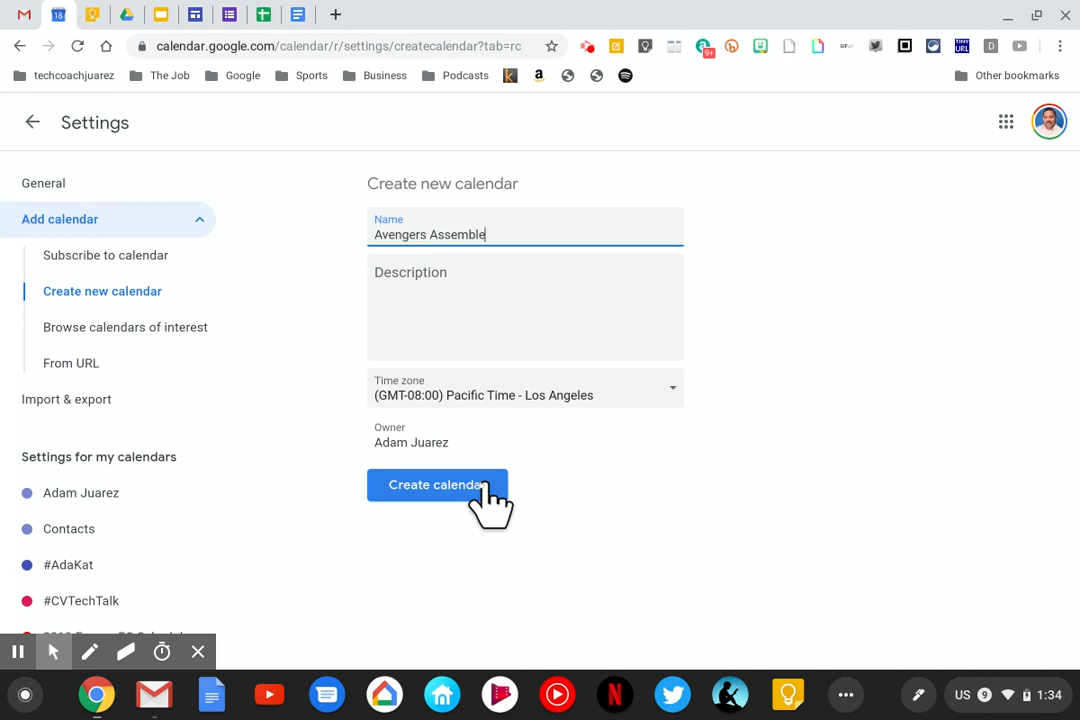 calendar.google.com/calendar/r/settings/createcalendar?tab=rc
techcoachjuarez
The Job
Google
Sports
Business
Podcasts
Other bookmarks
Settings
General
Add calendar
Subscribe to calendar
Create new calendar
Browse calendars of interest
From URL
Import & export
Settings for my calendars
Adam Juarez
Contacts
#AdaKat
#CVTechTalk
Create new calendar
Name
Avengers Assemble
Description
Time zone
(GMT-08:00) Pacific Time - Los Angeles
Owner
Adam Juarez
Create calendar
US 9 1:34